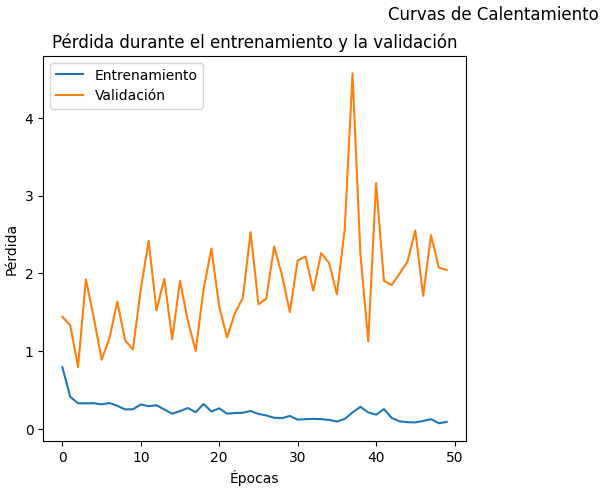 Curvas de Calentamiento
Pérdida durante el entrenamiento y la validación
Entrenamiento
Validación
Pérdida
4
3
2
1
0
0 10 20 30 40 50
Épocas